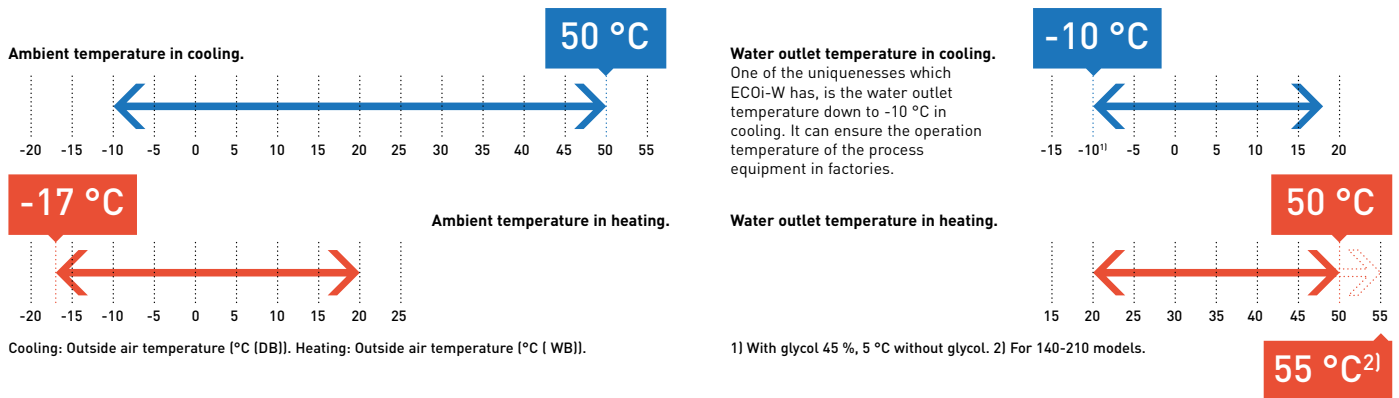 50 °C
Ambient temperature in cooling.
-20 -15 -10 -5 0 5 10 15 20 25 30 35 40 45 50 55
-17 °C
Ambient temperature in heating.
-20 -15 -10 -5 0 5 10 15 20 25
Cooling: Outside air temperature (°C (DB)). Heating: Outside air temperature (°C ( WB)).
-10 °C
Water outlet temperature in cooling.
One of the uniquenesses which
ECOi-W has, is the water outlet
temperature down to -10 °C in
cooling. It can ensure the operation
temperature of the process
equipment in factories.
-15 -10¹⁾ -5 0 5 10 15 20
50 °C
Water outlet temperature in heating.
15 20 25 30 35 40 45 50 55
1) With glycol 45 %, 5 °C without glycol. 2) For 140-210 models.
55 °C²⁾